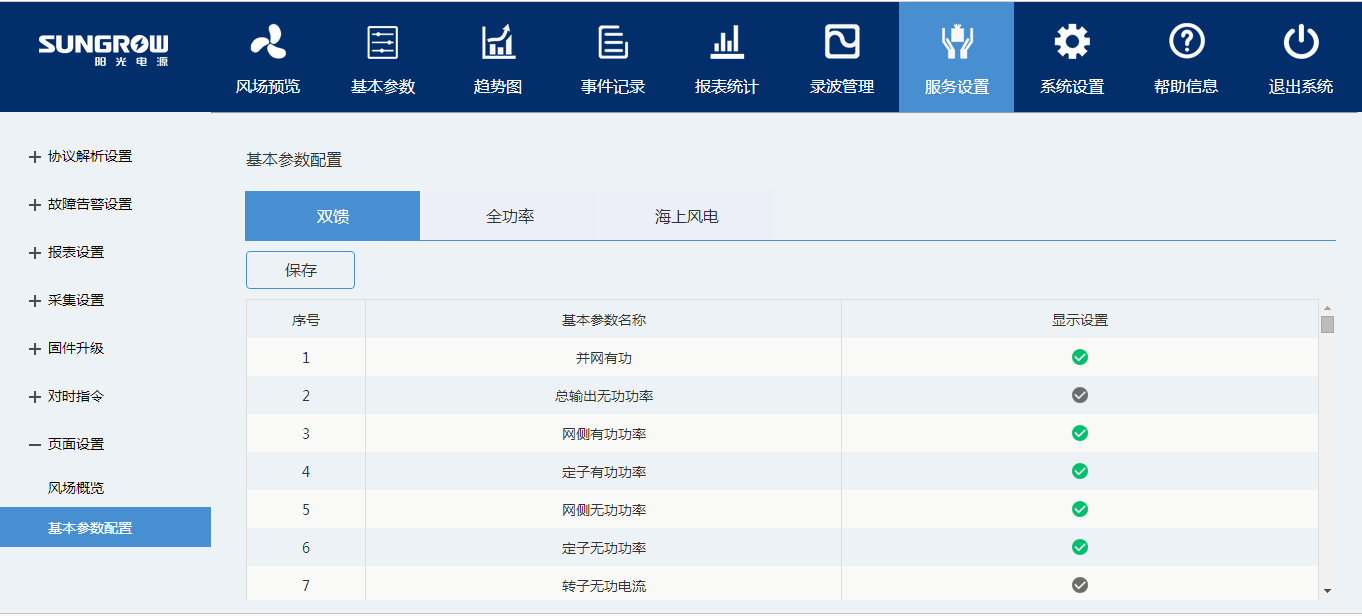 SUNGROW
阳光电源
风场预览 基本参数 趋势图 事件记录 报表统计 录波管理 服务设置 系统设置 帮助信息 退出系统
协议解析设置
故障告警设置
报表设置
采集设置
固件升级
对时指令
页面设置
风场概览
基本参数配置
基本参数配置
双馈 全功率 海上风电
保存
序号 基本参数名称 显示设置
1 并网有功
2 总输出无功功率
3 网侧有功功率
4 定子有功功率
5 网侧无功功率
6 定子无功功率
7 转子无功电流